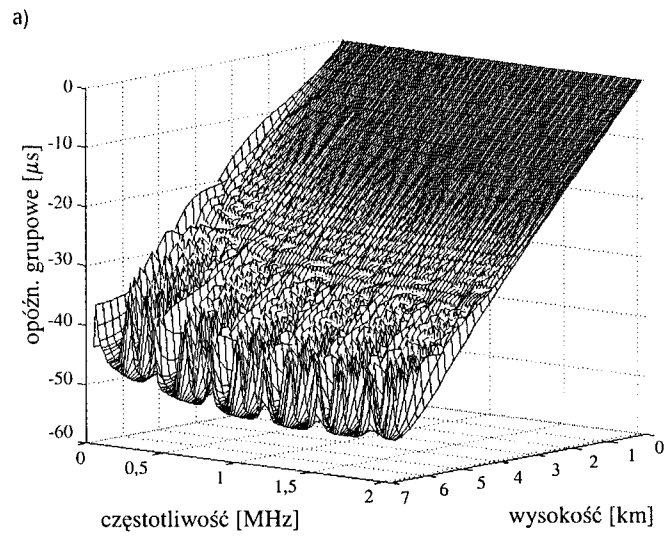 a)
0
-10
-20
-30
-40
-50
-60
opóźn. grupowe [µs]
0 0,5 1 1,5 2
7 6 5 4 3 2 1 0
częstotliwość [MHz]
wysokość [km]